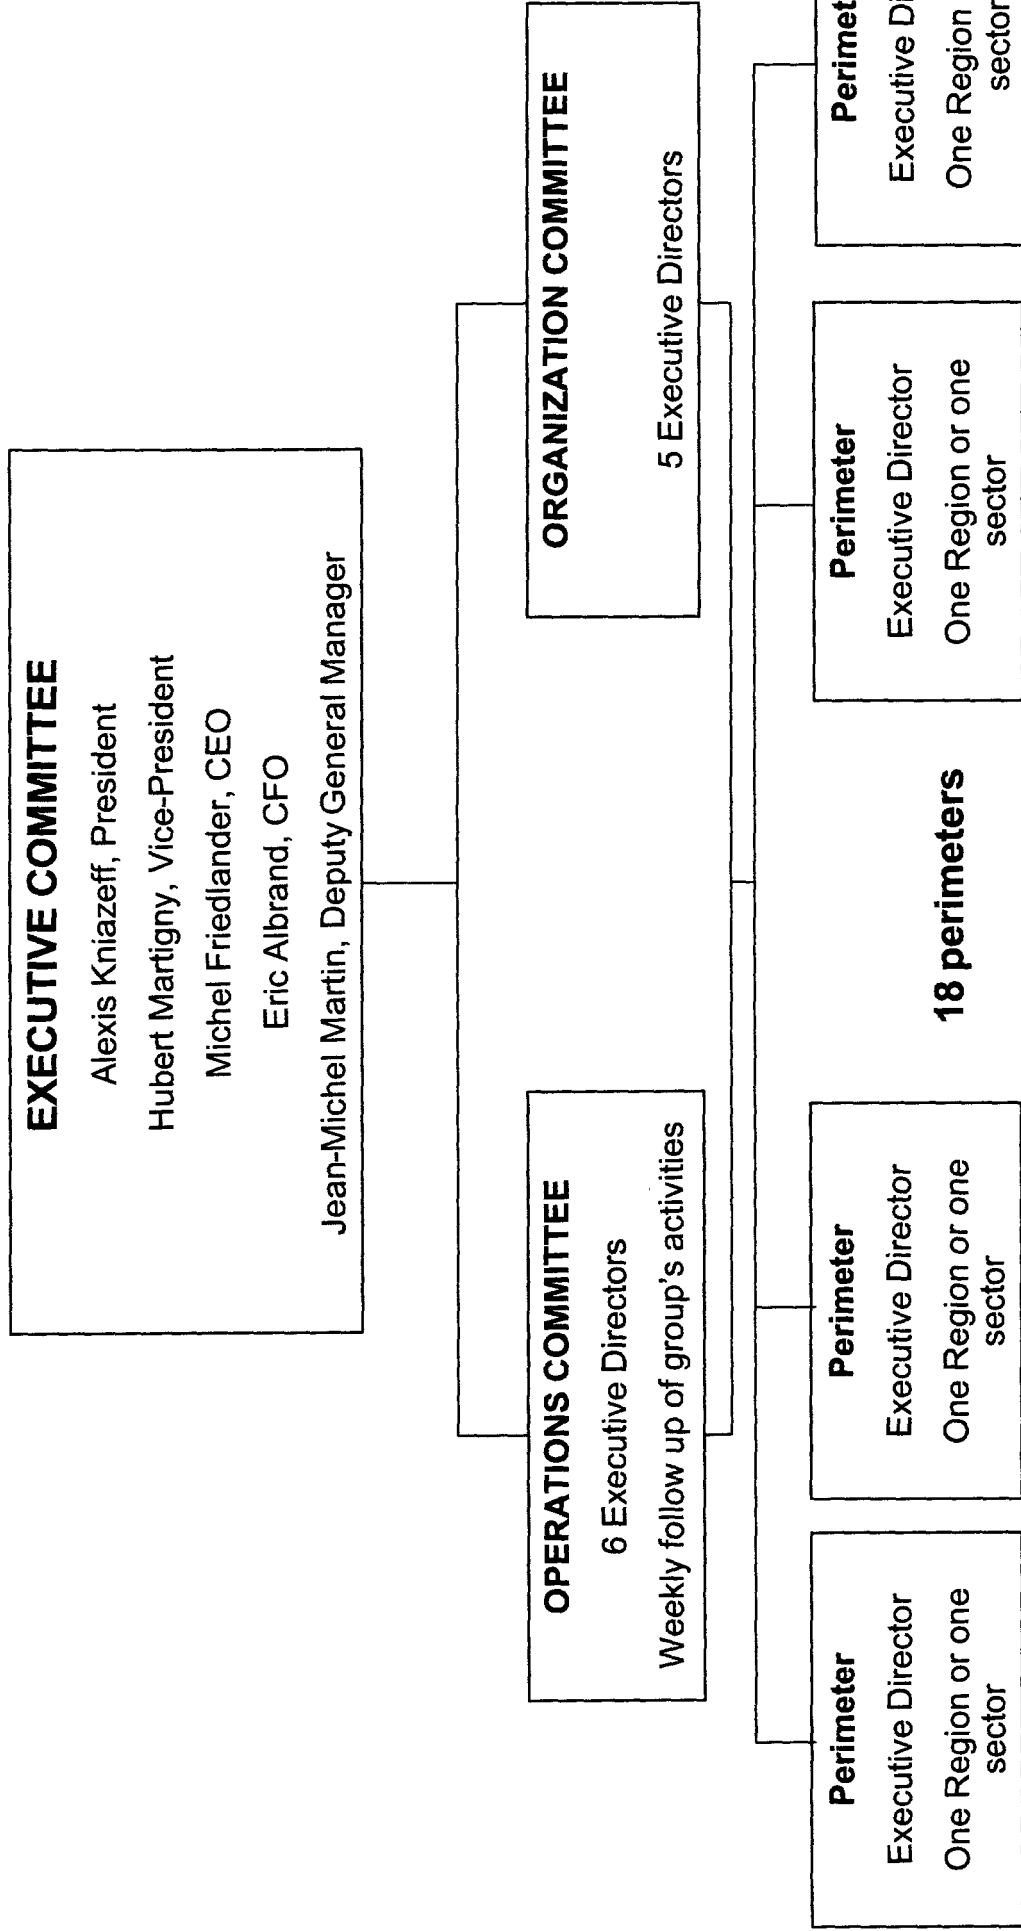 EXECUTIVE COMMITTEE
Alexis Kniazeff, President
Hubert Martigny, Vice-President
Michel Friedlander, CEO
Eric Albrand, CFO
Jean-Michel Martin, Deputy General Manager
OPERATIONS COMMITTEE
6 Executive Directors
Weekly follow up of group's activities
ORGANIZATION COMMITTEE
5 Executive Directors
Perimeter
Executive Director
One Region or one
sector
Perimeter
Executive Director
One Region or one
sector
18 perimeters
Perimeter
Executive Director
One Region or one
sector
Perimet
Executive Di
One Region
sector